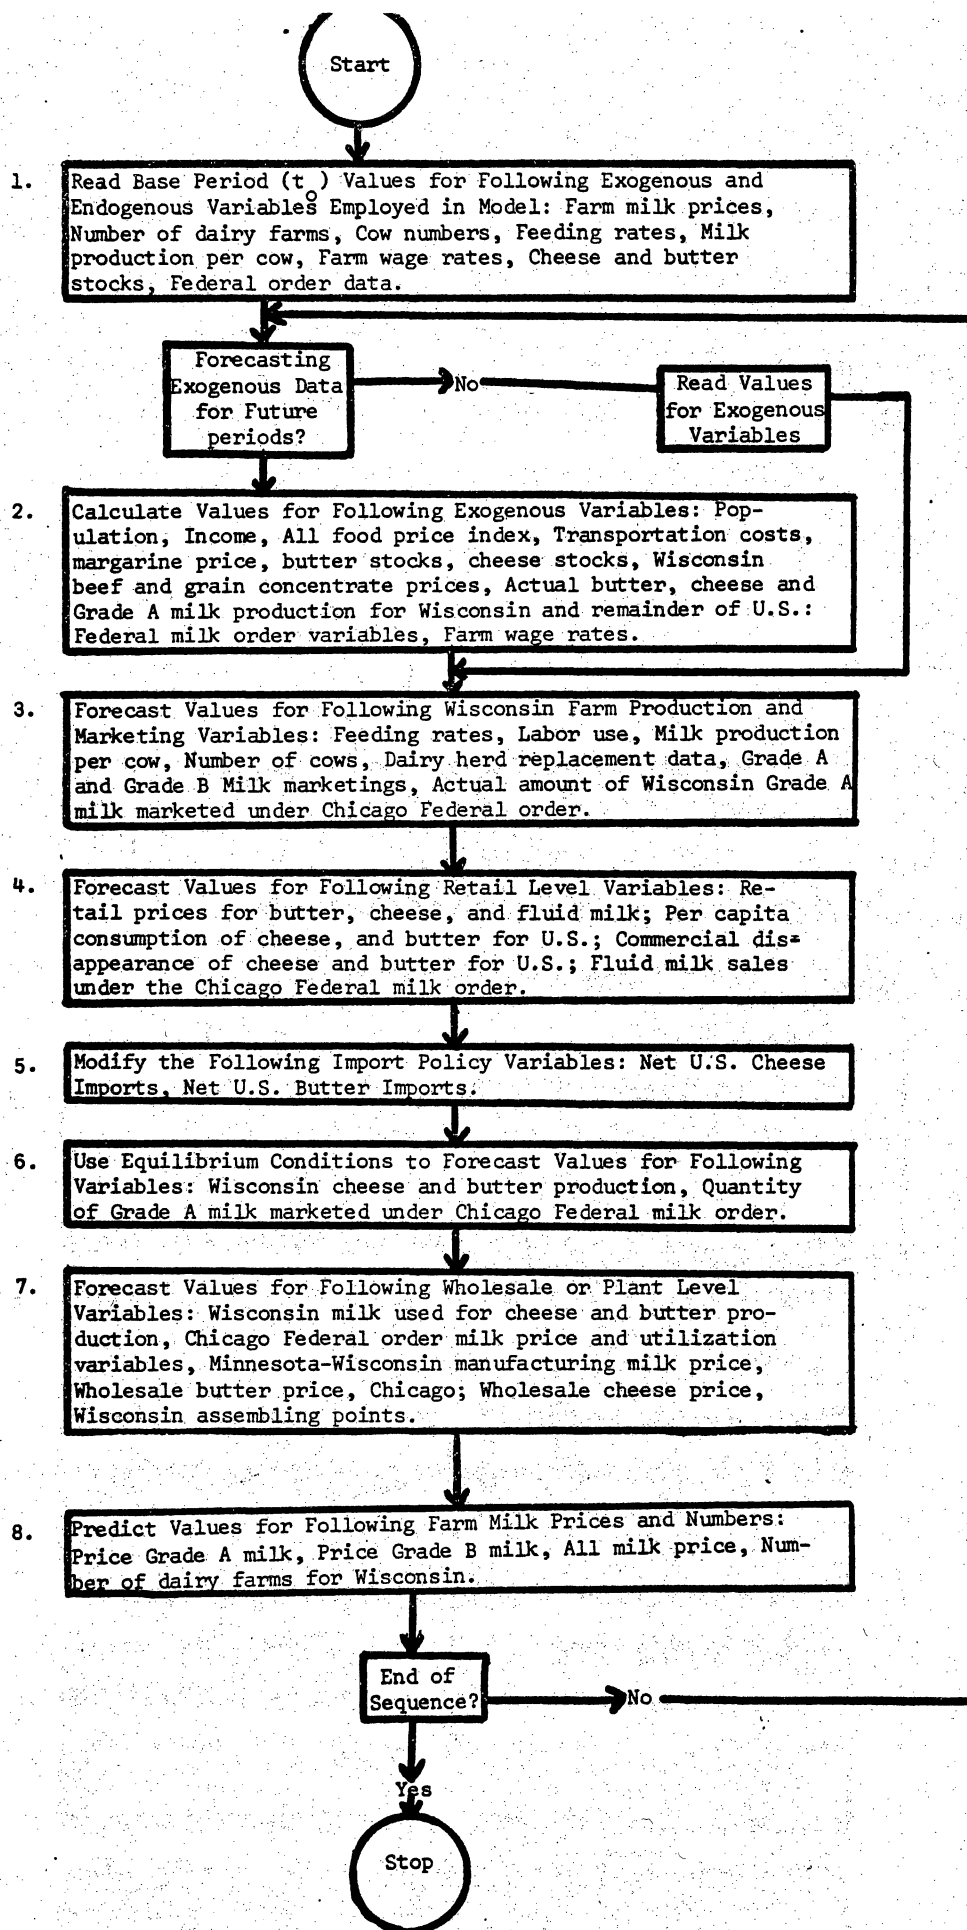 Start
1.
Read Base Period (to) Values for Following Exogenous and
Endogenous Variables Employed in Model: Farm milk prices,
Number of dairy farms, Cow numbers, Feeding rates, Milk
production per cow, Farm wage rates, Cheese and butter
stocks, Federal order data.
Forecasting
Exogenous Data
for Future
periods?
No
Read Values
for Exogenous
Variables
2.
Calculate Values for Following Exogenous Variables: Pop-
ulation, Income, All food price index, Transportation costs,
margarine price, butter stocks, cheese stocks, Wisconsin
beef and grain concentrate prices, Actual butter, cheese and
Grade A milk production for Wisconsin and remainder of U.S.:
Federal milk order variables, Farm wage rates.
3.
Forecast Values for Following Wisconsin Farm Production and
Marketing Variables: Feeding rates, Labor use, Milk production
per cow, Number of cows, Dairy herd replacement data, Grade A
and Grade B Milk marketings, Actual amount of Wisconsin Grade A
milk marketed under Chicago Federal order.
4.
Forecast Values for Following Retail Level Variables: Re-
tail prices for butter, cheese, and fluid milk; Per capita
consumption of cheese, and butter for U.S.; Commercial dis-
appearance of cheese and butter for U.S.; Fluid milk sales
under the Chicago Federal milk order.
5.
Modify the Following Import Policy Variables: Net U.S. Cheese
Imports, Net U.S. Butter Imports.
6.
Use Equilibrium Conditions to Forecast Values for Following
Variables: Wisconsin cheese and butter production, Quantity
of Grade A milk marketed under Chicago Federal milk order.
7.
Forecast Values for Following Wholesale or Plant Level
Variables: Wisconsin milk used for cheese and butter pro-
duction, Chicago Federal order milk price and utilization
variables, Minnesota-Wisconsin manufacturing milk price,
Wholesale butter price, Chicago; Wholesale cheese price,
Wisconsin assembling points.
8.
Predict Values for Following Farm Milk Prices and Numbers:
Price Grade A milk, Price Grade B milk, All milk price, Num-
ber of dairy farms for Wisconsin.
End of
Sequence?
No
Yes
Stop